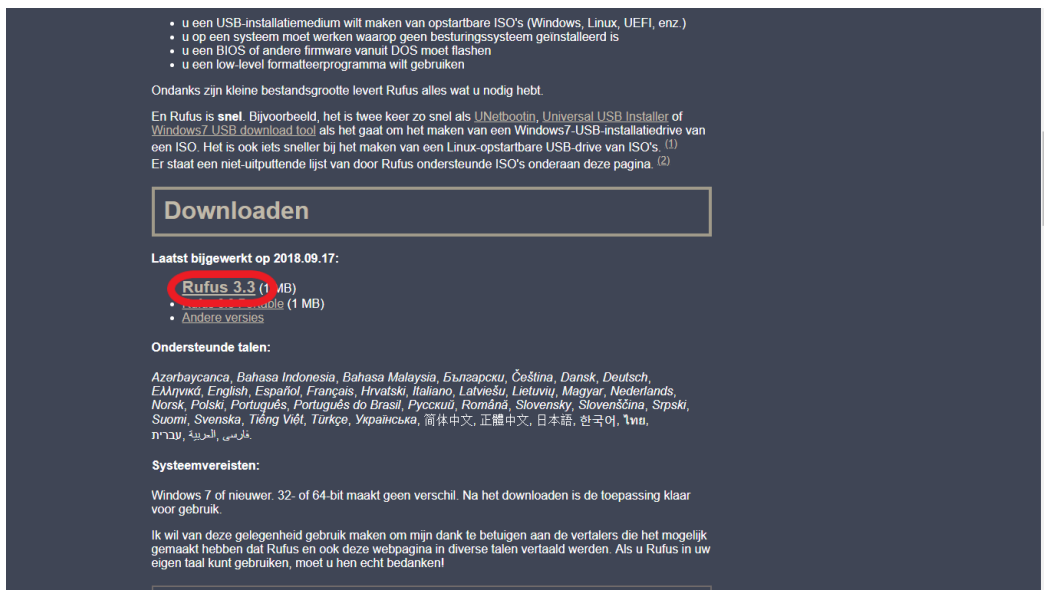 u een USB-installatiemedium wilt maken van opstartbare ISO's (Windows, Linux, UEFI, enz.)
u op een systeem moet werken waarop geen besturingssysteem geïnstalleerd is
u een BIOS of andere firmware vanuit DOS moet flashen
u een low-level formatteerprogramma wilt gebruiken
Ondanks zijn kleine bestandsgrootte levert Rufus alles wat u nodig hebt.
En Rufus is snel. Bijvoorbeeld, het is twee keer zo snel als UNetbootin, Universal USB Installer of
Windows7 USB download tool als het gaat om het maken van een Windows7-USB-installatiedrive van
een ISO. Het is ook iets sneller bij het maken van een Linux-opstartbare USB-drive van ISO's. (1)
Er staat een niet-uitputtende lijst van door Rufus ondersteunde ISO's onderaan deze pagina. (2)
Downloaden
Laatst bijgewerkt op 2018.09.17:
Rufus 3.3 (1 MB)
(1 MB)
Andere versies
Ondersteunde talen:
Azərbaycanca, Bahasa Indonesia, Bahasa Malaysia, Български, Čeština, Dansk, Deutsch,
Ελληνικά, English, Español, Français, Hrvatski, Italiano, Latviešu, Lietuvių, Magyar, Nederlands,
Norsk, Polski, Português, Português do Brasil, Русский, Română, Slovensky, Slovenščina, Srpski,
Suomi, Svenska, Tiếng Việt, Türkçe, Українська, 简体中文, 正體中文, 日本語, 한국어, ไทย,
עברית, العربية, فارسی.
Systeemvereisten:
Windows 7 of nieuwer. 32- of 64-bit maakt geen verschil. Na het downloaden is de toepassing klaar
voor gebruik.
Ik wil van deze gelegenheid gebruik maken om mijn dank te betuigen aan de vertalers die het mogelijk
gemaakt hebben dat Rufus en ook deze webpagina in diverse talen vertaald werden. Als u Rufus in uw
eigen taal kunt gebruiken, moet u hen echt bedanken!